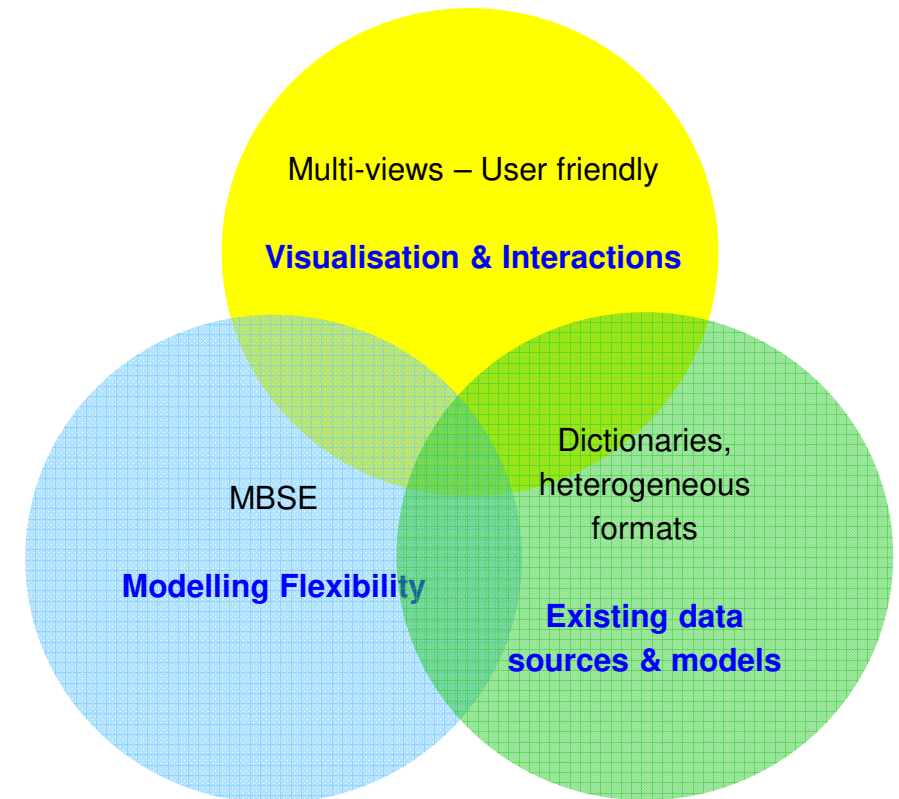 Multi-views – User friendly
Visualisation & Interactions
MBSE
Modelling Flexibility
Dictionaries,
heterogeneous
formats
Existing data
sources & models